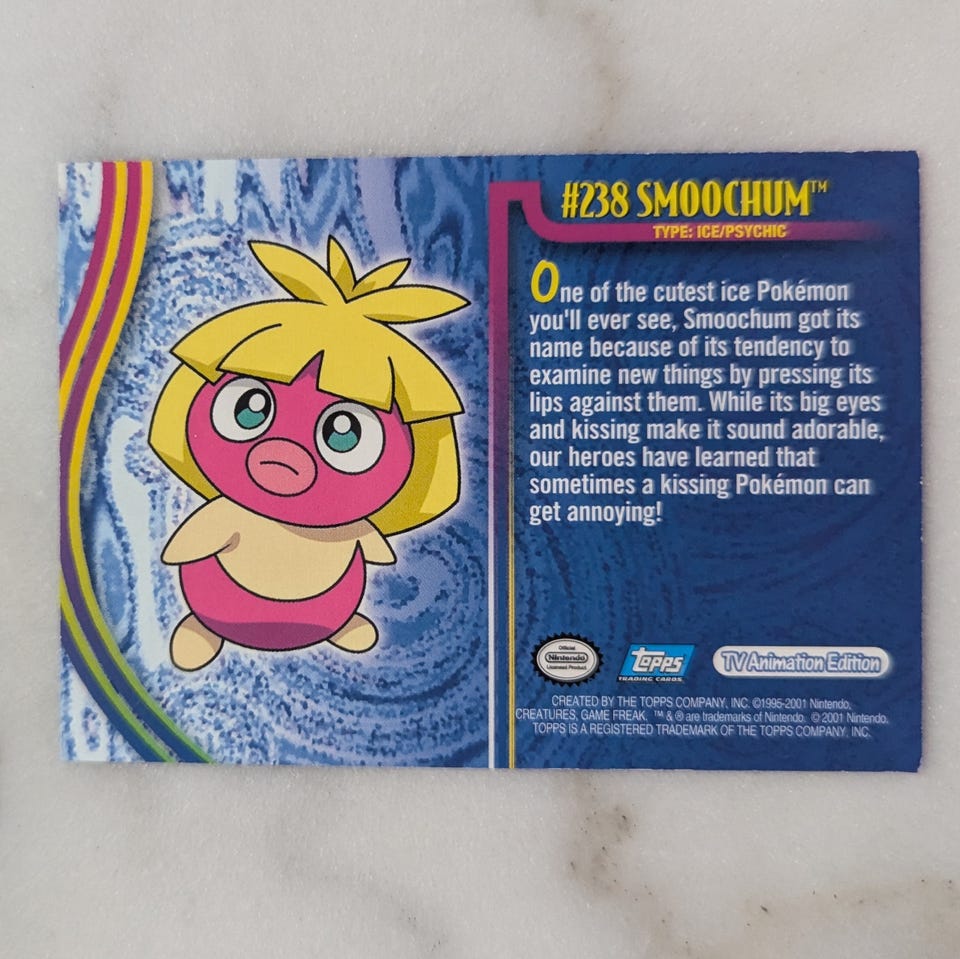 #238 SMOOCHUM™
TYPE: ICE/PSYCHIC
One of the cutest ice Pokémon
you'll ever see, Smoochum got its
name because of its tendency to
examine new things by pressing its
lips against them. While its big eyes
and kissing make it sound adorable,
our heroes have learned that
sometimes a kissing Pokémon can
get annoying!
Official
Nintendo
Licensed Product
Topps
TRADING CARDS
TV Animation Edition
CREATED BY THE TOPPS COMPANY, INC. ©1995-2001 Nintendo,
CREATURES, GAME FREAK. ™ & ® are trademarks of Nintendo. © 2001 Nintendo.
TOPPS IS A REGISTERED TRADEMARK OF THE TOPPS COMPANY, INC.